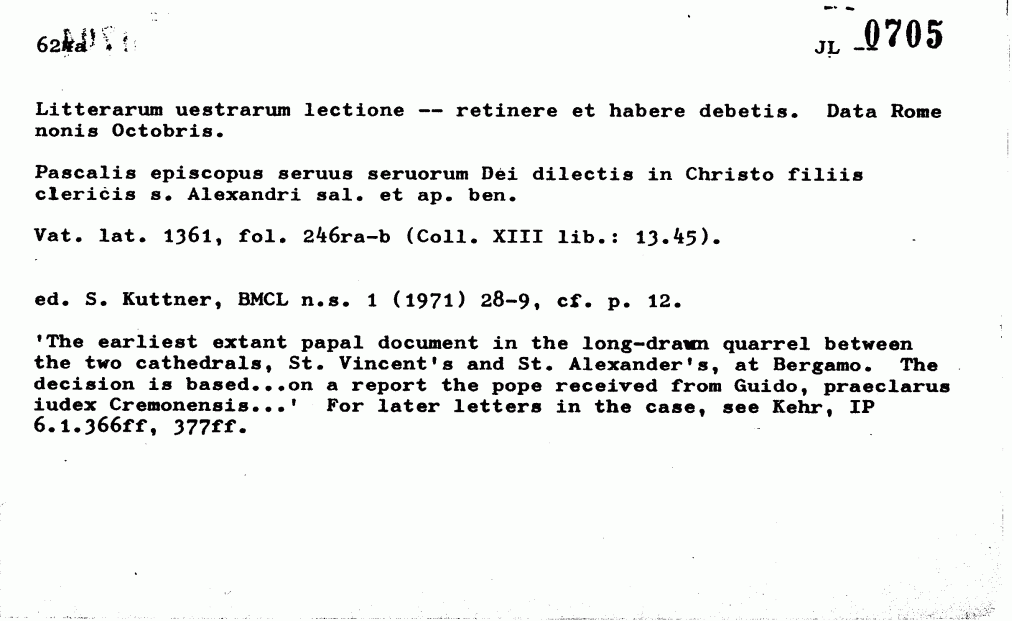 JL 0705
Litterarum uestrarum lectione -- retinere et habere debetis. Data Rome
nonis Octobris.
Pascalis episcopus seruus seruorum Dei dilectis in Christo filiis
clericis s. Alexandri sal. et ap. ben.
Vat. lat. 1361, fol. 246ra-b (Coll. XIII lib.: 13.45).
ed. S. Kuttner, BMCL n.s. 1 (1971) 28-9, cf. p. 12.
'The earliest extant papal document in the long-drawn quarrel between
the two cathedrals, St. Vincent's and St. Alexander's, at Bergamo. The
decision is based...on a report the pope received from Guido, praeclarus
iudex Cremonensis...' For later letters in the case, see Kehr, IP
6.1.366ff, 377ff.